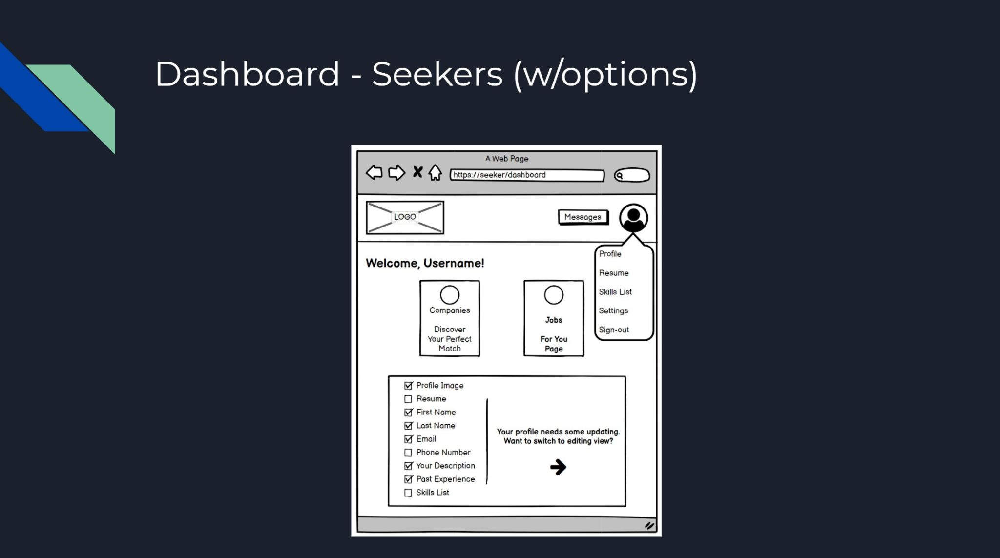 Dashboard - Seekers (w/options)
A Web Page
https://seeker/dashboard
LOGO
Messages
Profile
Resume
Skills List
Settings
Sign-out
Welcome, Username!
Companies
Discover
Your Perfect
Match
Jobs
For You
Page
Profile Image
Resume
First Name
Last Name
Email
Phone Number
Your Description
Past Experience
Skills List
Your profile needs some updating.
Want to switch to editing view?